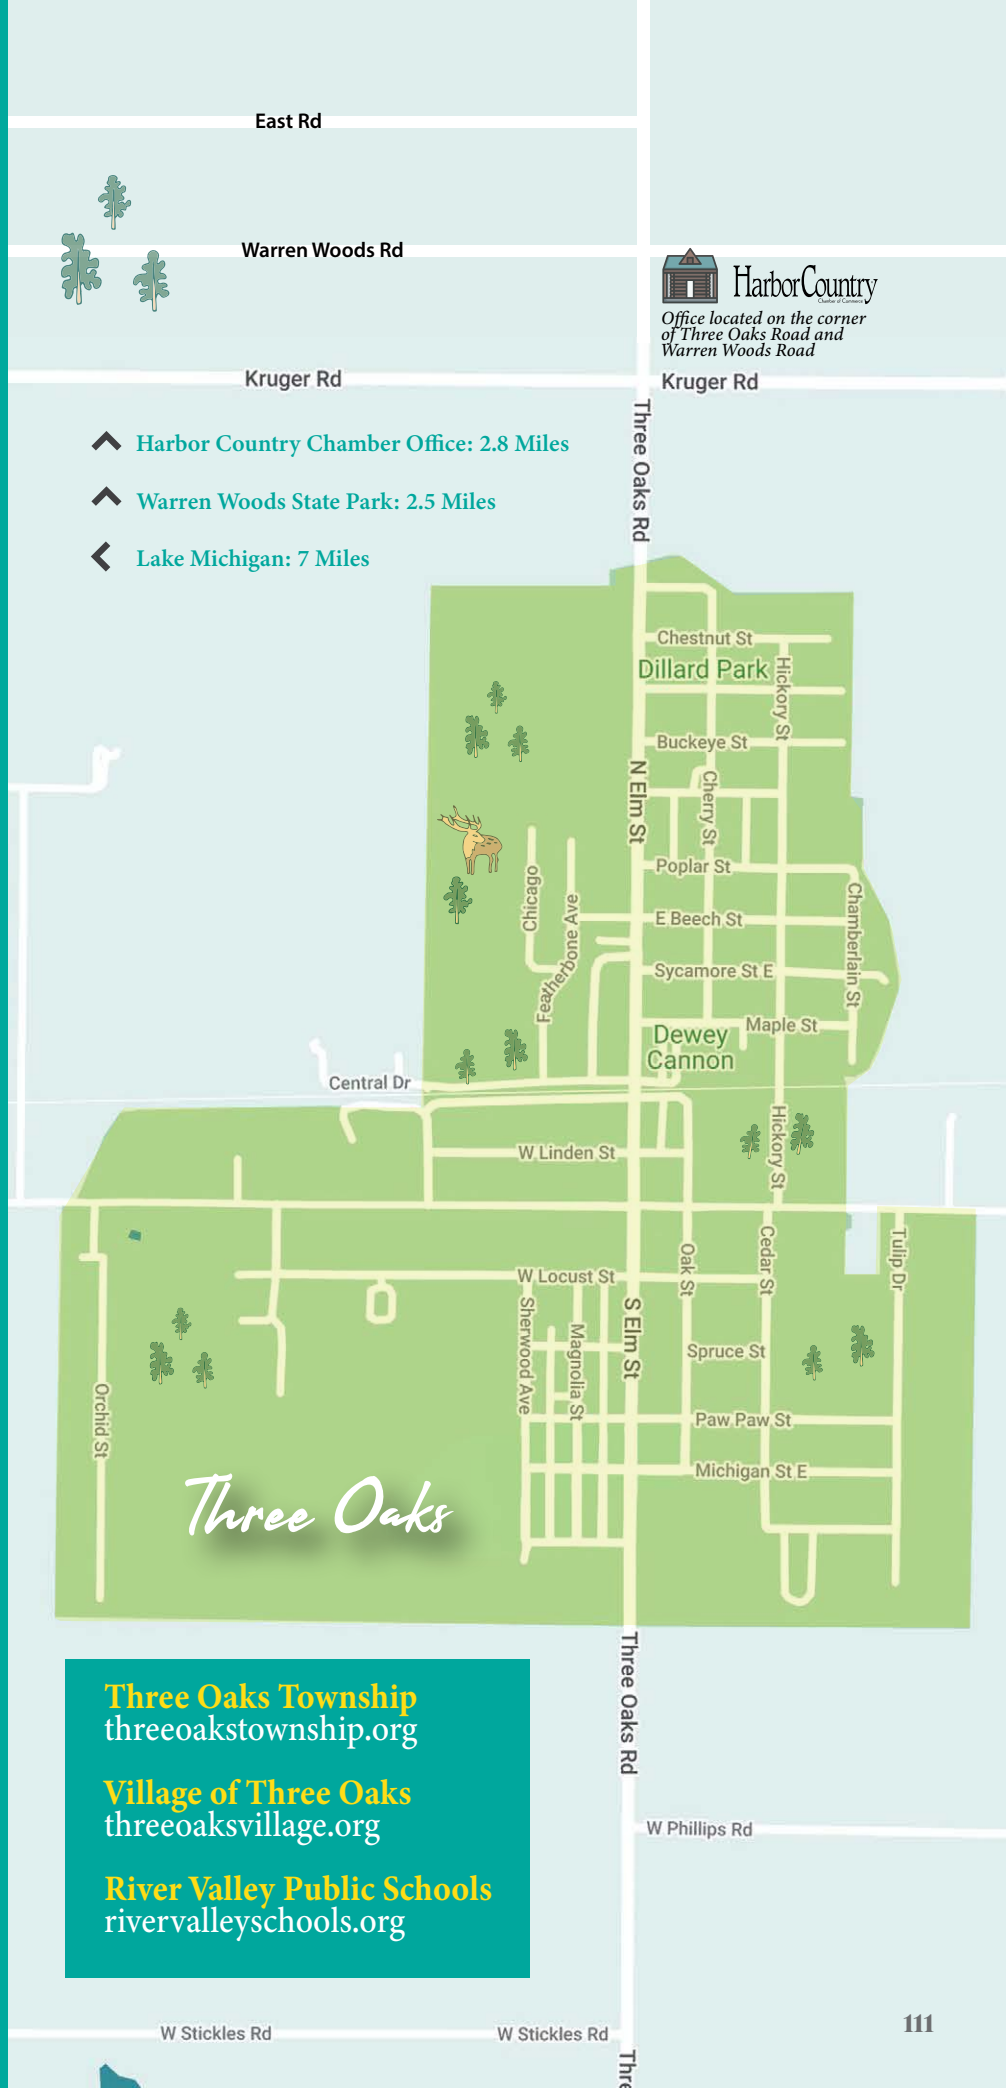 East Rd
Warren Woods Rd
HarborCountry
Chamber of Commerce
Office located on the corner
of Three Oaks Road and
Warren Woods Road
Kruger Rd
Kruger Rd
Three Oaks Rd
Harbor Country Chamber Office: 2.8 Miles
Warren Woods State Park: 2.5 Miles
Lake Michigan: 7 Miles
Chestnut St
Dillard Park
Hickory St
Buckeye St
N Elm St
Cherry St
Poplar St
Chicago
Featherbone Ave
E Beech St
Chamberlain St
Sycamore St E
Maple St
Dewey
Cannon
Central Dr
Hickory St
W Linden St
Oak St
Cedar St
Tulip Dr
W Locust St
Sherwood Ave
Magnolia St
S Elm St
Spruce St
Orchid St
Paw Paw St
Michigan St E
Three Oaks
Three Oaks Rd
Three Oaks Township
threeoakstownship.org
Village of Three Oaks
threeoaksvillage.org
River Valley Public Schools
rivervalleyschools.org
W Phillips Rd
W Stickles Rd
W Stickles Rd
Thre
111